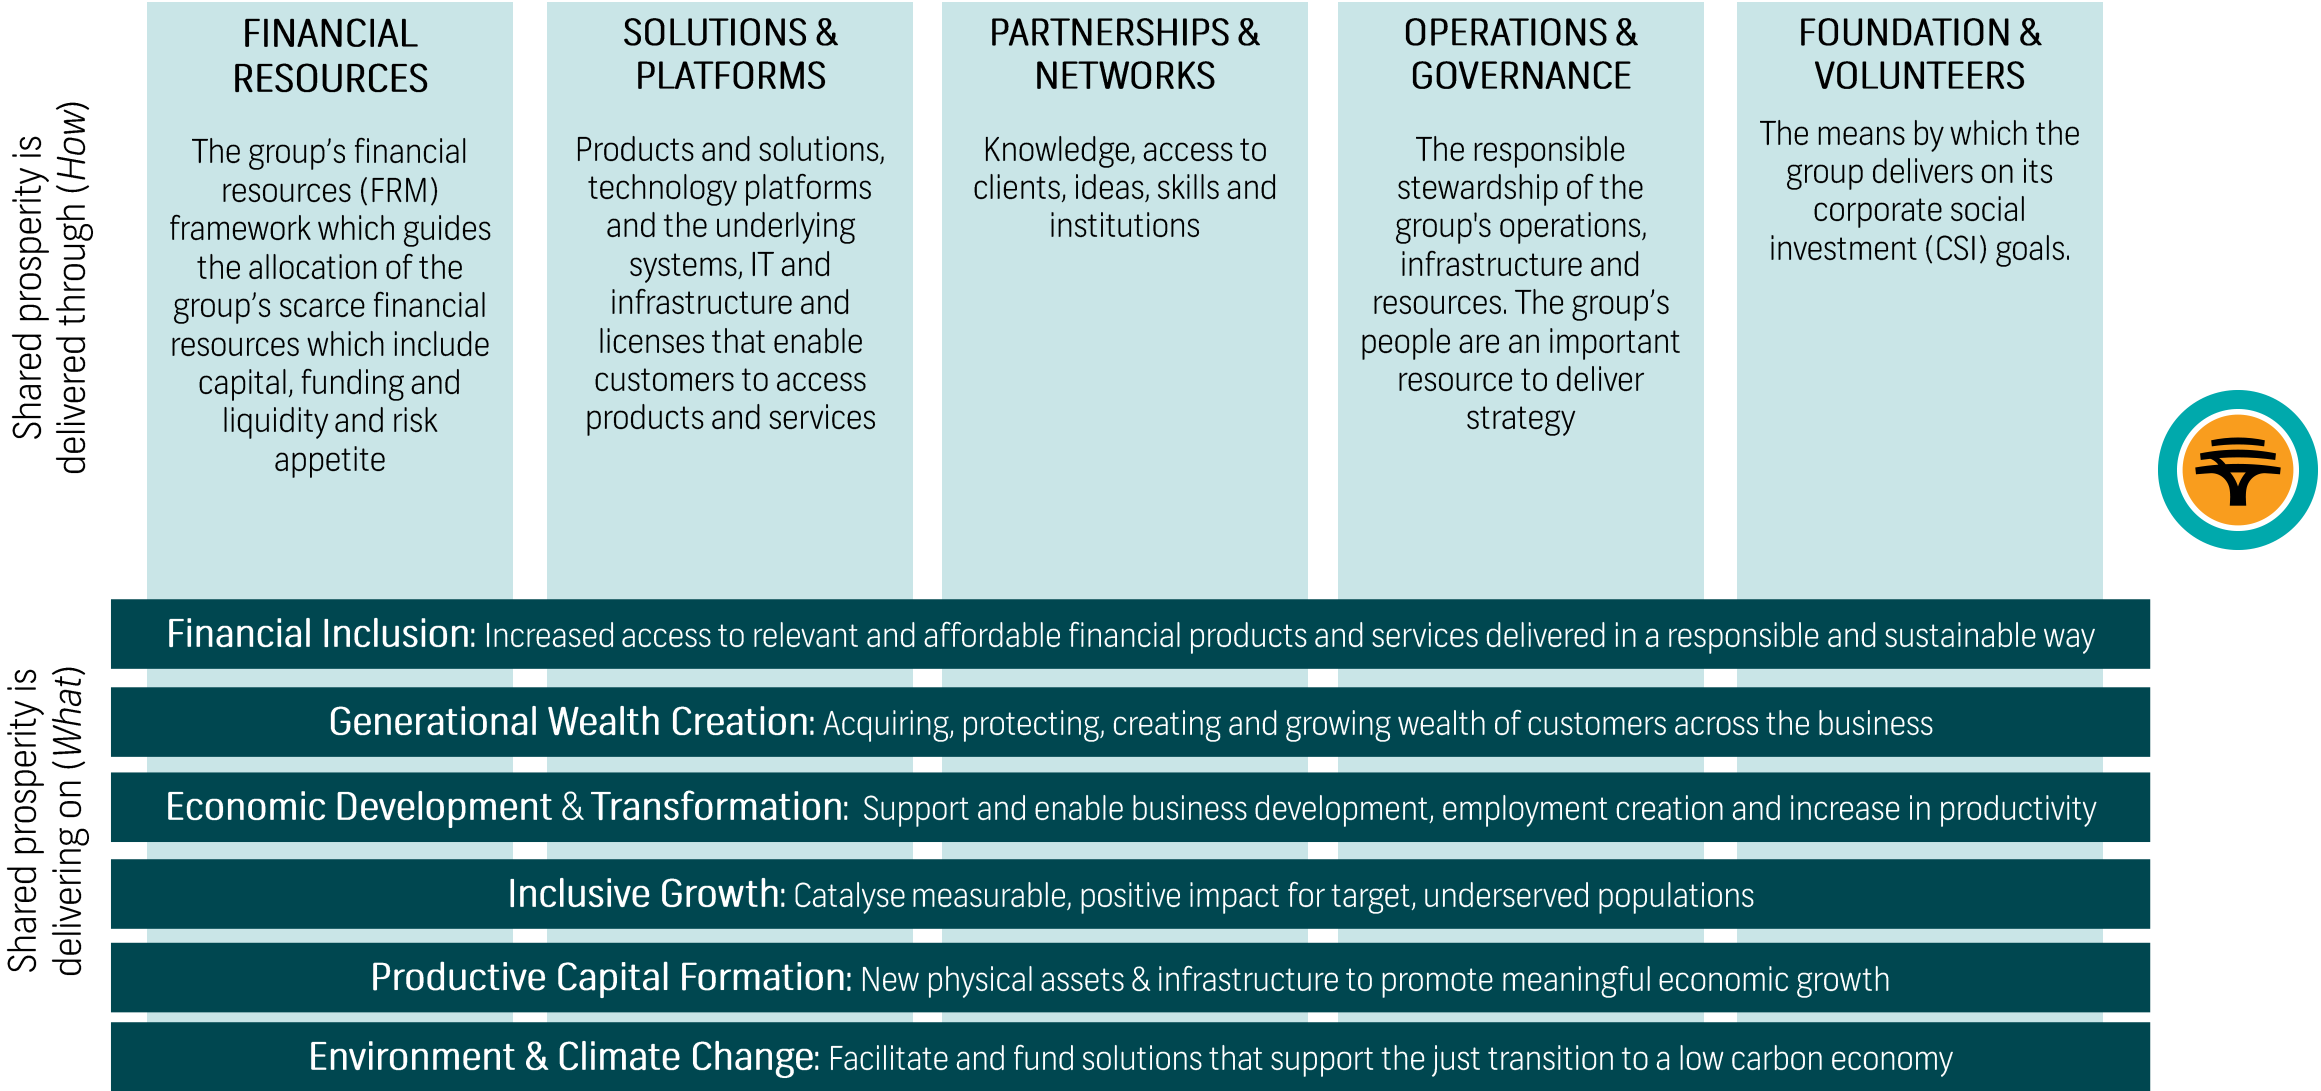 Shared prosperity is
delivered through (How)
FINANCIAL
RESOURCES
The group’s financial
resources (FRM)
framework which guides
the allocation of the
group’s scarce financial
resources which include
capital, funding and
liquidity and risk
appetite
SOLUTIONS &
PLATFORMS
Products and solutions,
technology platforms
and the underlying
systems, IT and
infrastructure and
licenses that enable
customers to access
products and services
PARTNERSHIPS &
NETWORKS
Knowledge, access to
clients, ideas, skills and
institutions
OPERATIONS &
GOVERNANCE
The responsible
stewardship of the
group's operations,
infrastructure and
resources. The group’s
people are an important
resource to deliver
strategy
FOUNDATION &
VOLUNTEERS
The means by which the
group delivers on its
corporate social
investment (CSI) goals.
Shared prosperity is
delivering on (What)
Financial Inclusion: Increased access to relevant and affordable financial products and services delivered in a responsible and sustainable way
Generational Wealth Creation: Acquiring, protecting, creating and growing wealth of customers across the business
Economic Development & Transformation: Support and enable business development, employment creation and increase in productivity
Inclusive Growth: Catalyse measurable, positive impact for target, underserved populations
Productive Capital Formation: New physical assets & infrastructure to promote meaningful economic growth
Environment & Climate Change: Facilitate and fund solutions that support the just transition to a low carbon economy